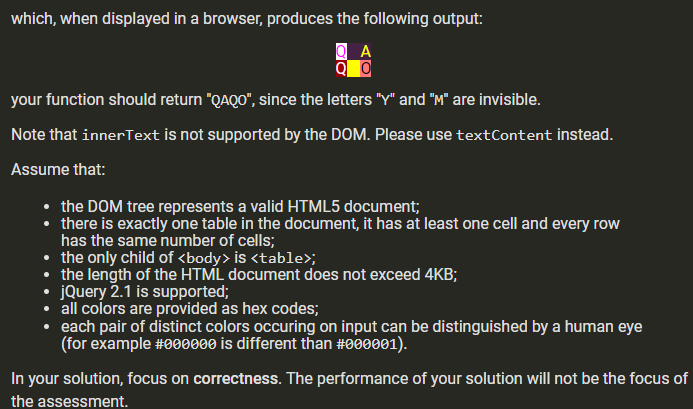 which, when displayed in a browser, produces the following output:
Q A
Q O
your function should return "QAQO", since the letters "Y" and "M" are invisible.
Note that innerText is not supported by the DOM. Please use textContent instead.
Assume that:
• the DOM tree represents a valid HTML5 document;
• there is exactly one table in the document, it has at least one cell and every row
has the same number of cells;
• the only child of <body> is <table>;
• the length of the HTML document does not exceed 4KB;
• jQuery 2.1 is supported;
• all colors are provided as hex codes;
• each pair of distinct colors occuring on input can be distinguished by a human eye
(for example #000000 is different than #000001).
In your solution, focus on correctness. The performance of your solution will not be the focus of
the assessment.